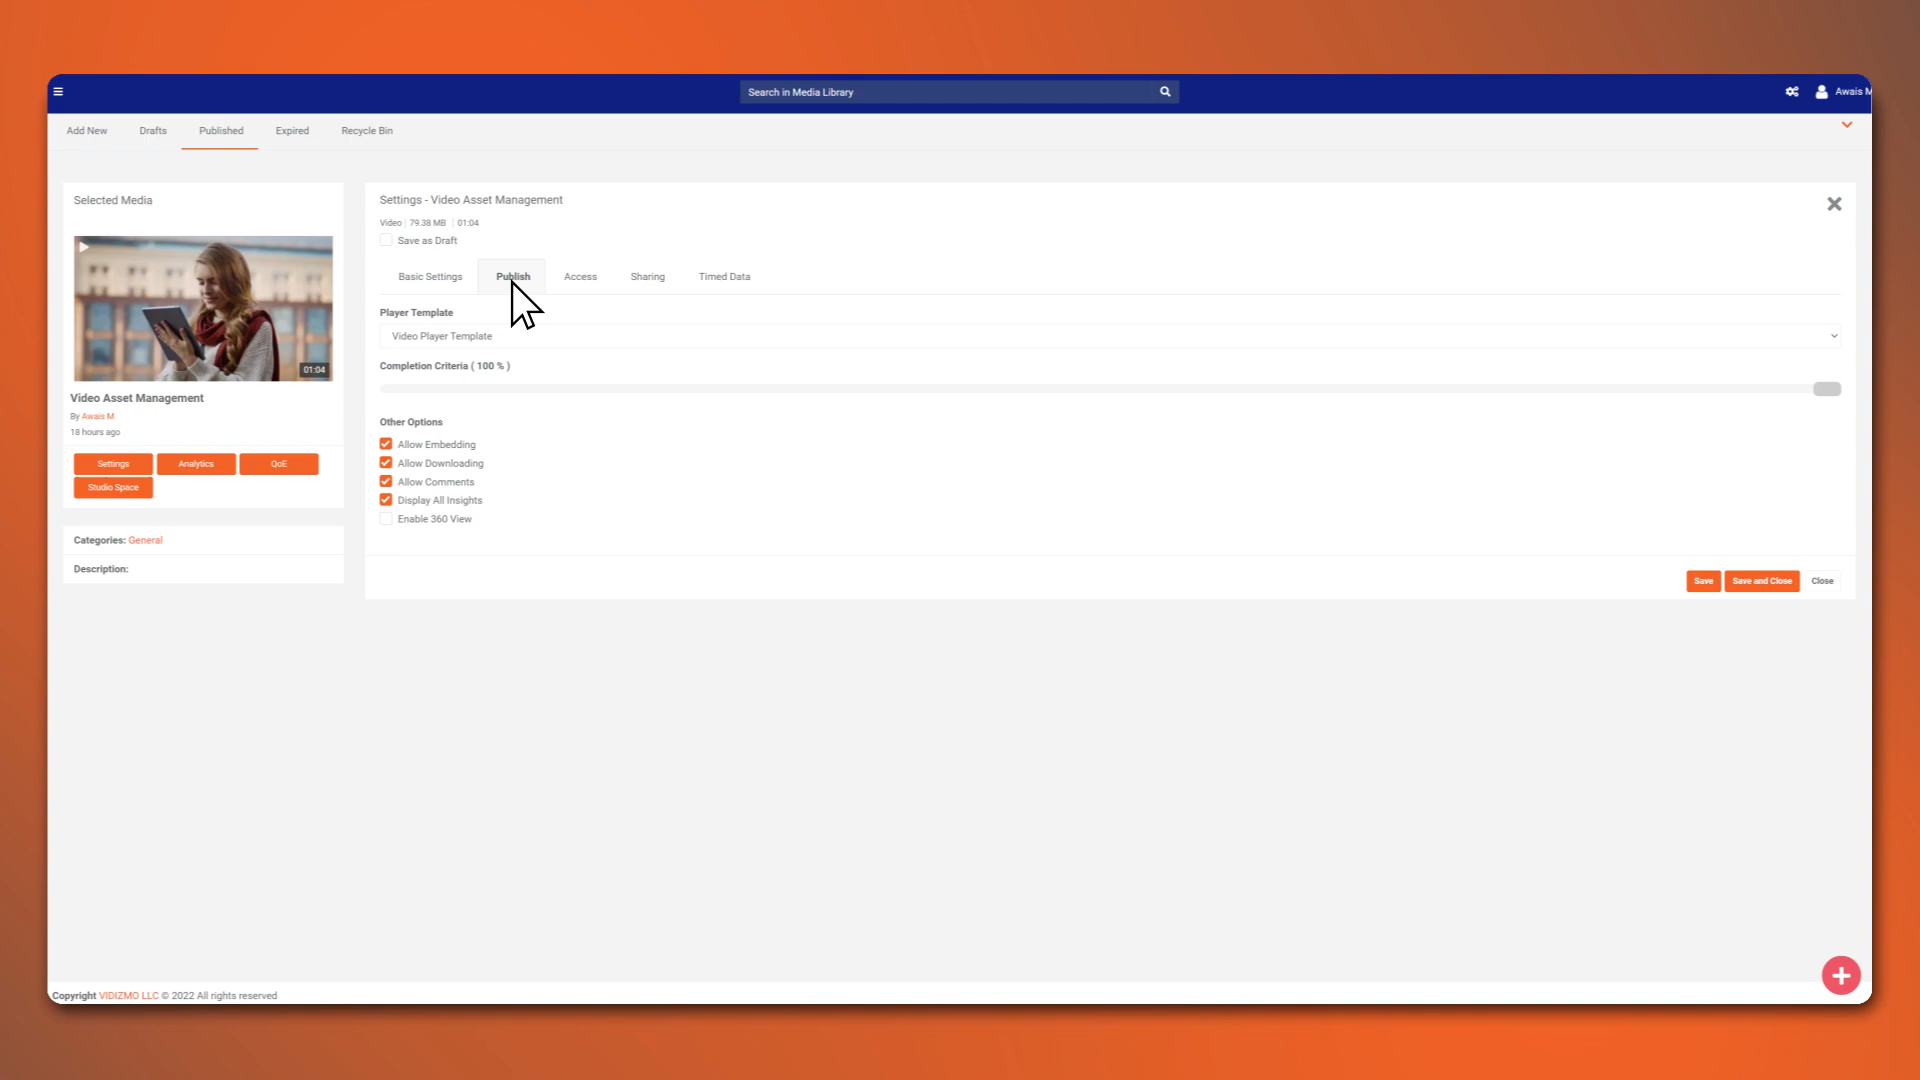 Search in Media Library
Awais M
Add New
Drafts
Published
Expired
Recycle Bin
Selected Media
01:04
Video Asset Management
By Awais M
18 hours ago
Settings
Analytics
QoE
Studio Space
Categories: General
Description:
Settings - Video Asset Management
Video | 79.38 MB | 01:04
Save as Draft
Basic Settings
Publish
Access
Sharing
Timed Data
Player Template
Video Player Template
Completion Criteria ( 100 % )
Other Options
Allow Embedding
Allow Downloading
Allow Comments
Display All Insights
Enable 360 View
Save
Save and Close
Close
Copyright VIDIZMO LLC © 2022 All rights reserved